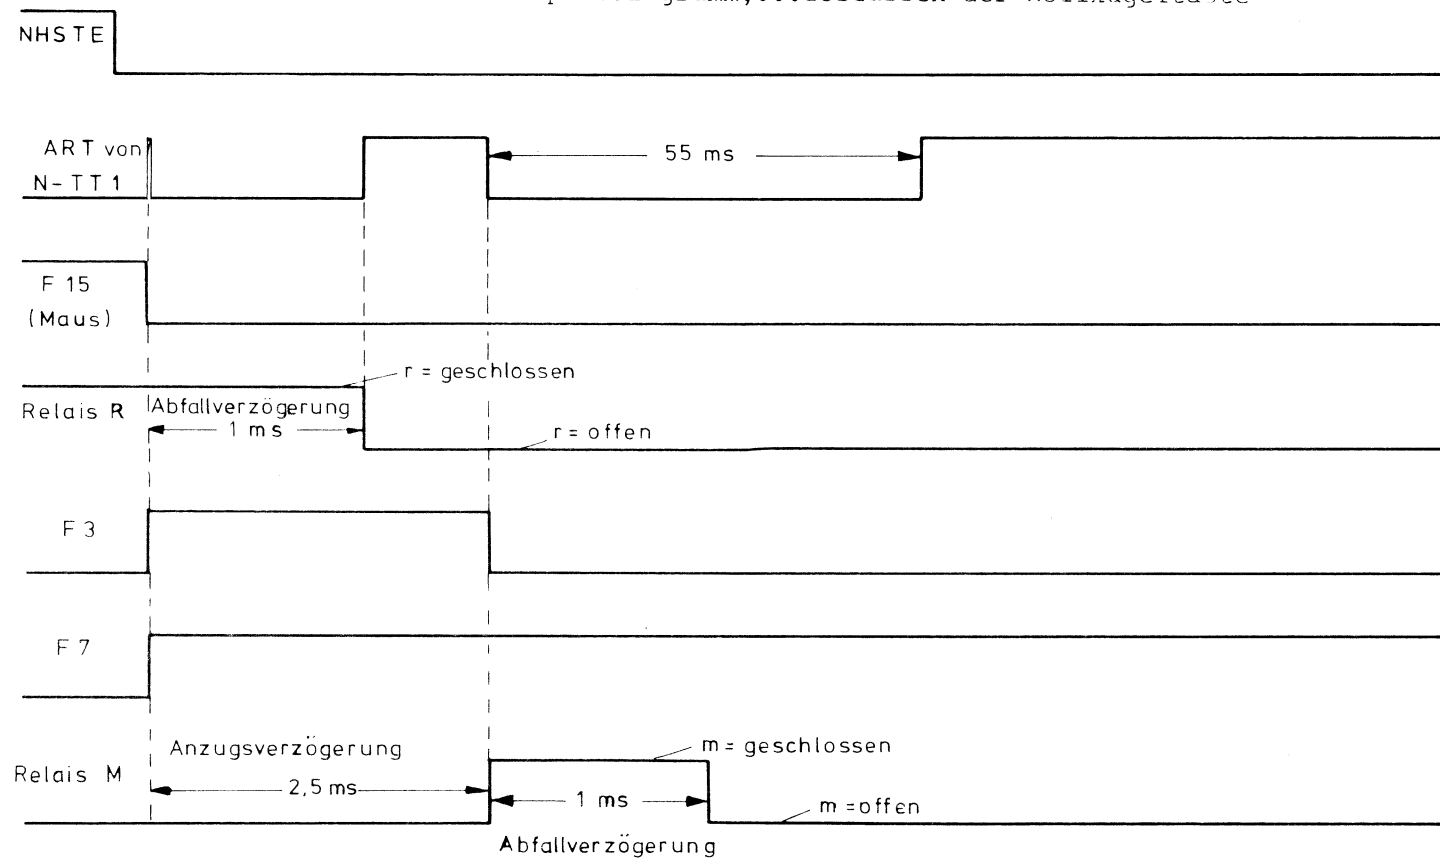 der
NHSTE
ART von
N-TT1
55 ms
F 15
(Maus)
r = geschlossen
Relais R
Abfallverzögerung
1 ms
r = offen
F 3
F 7
Anzugsverzögerung
m = geschlossen
Relais M
2,5 ms
1 ms
m = offen
Abfallverzögerung